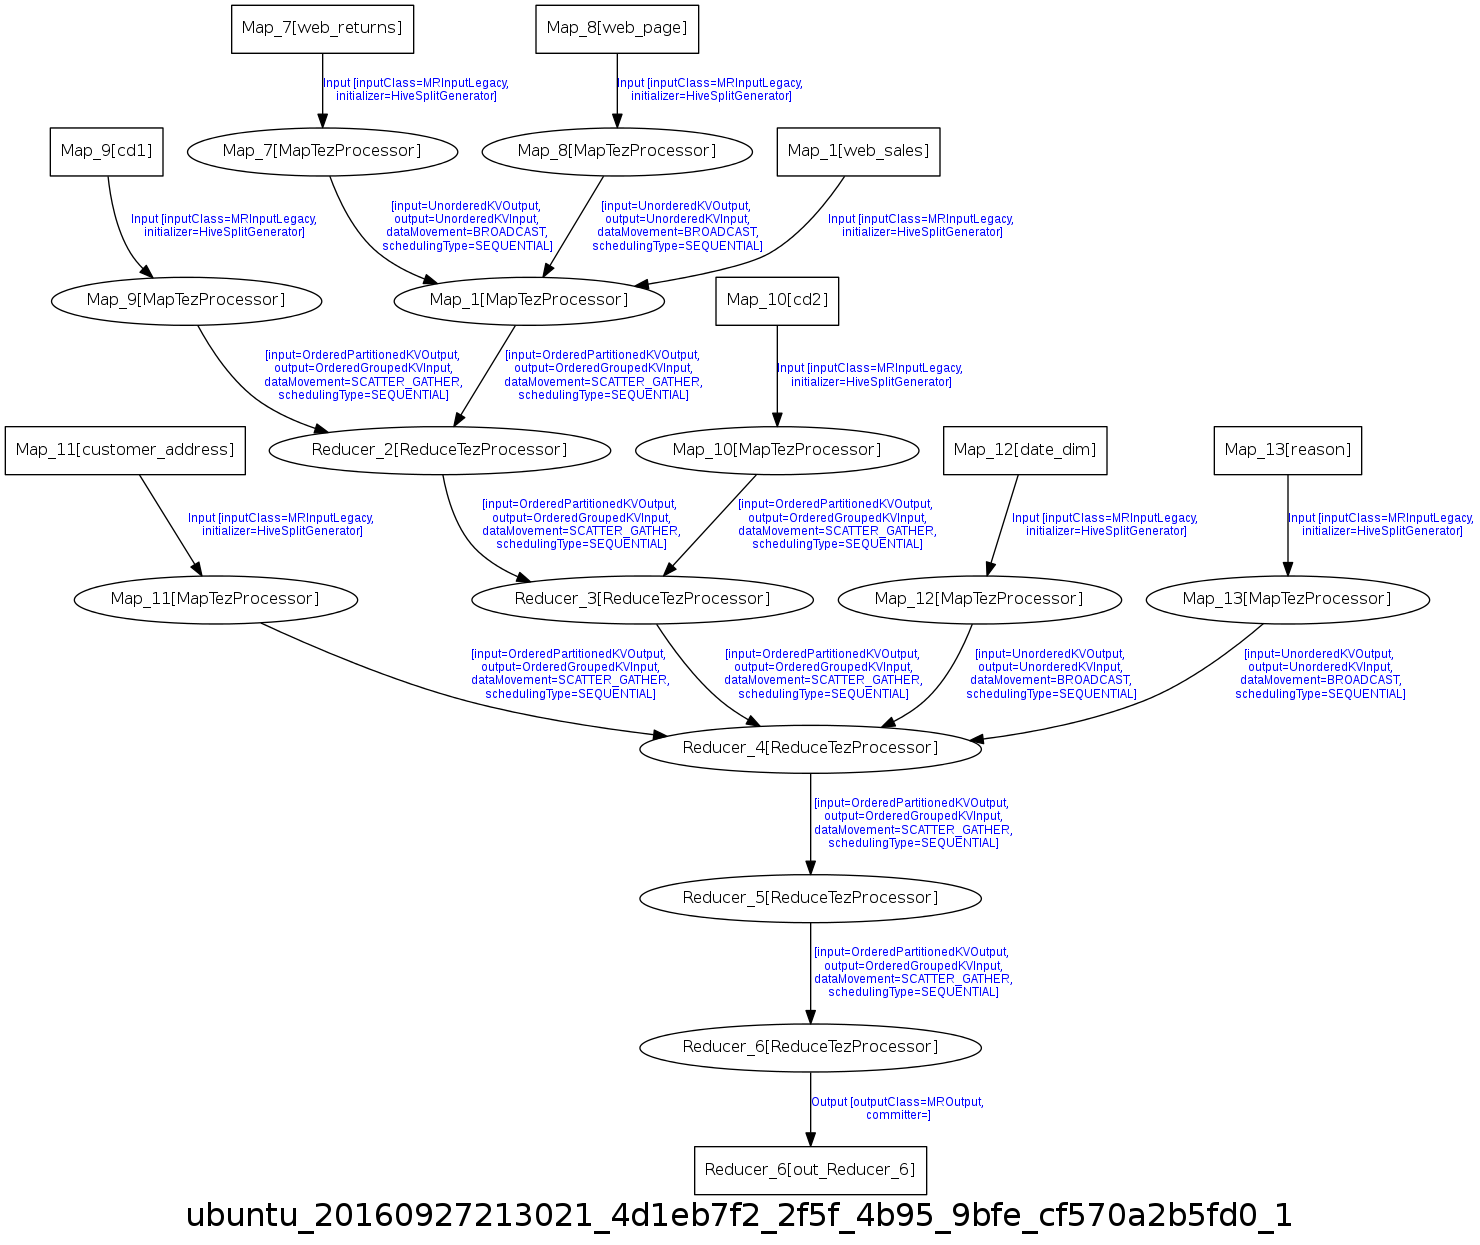 Map_7[web_returns]
Map_8[web_page]
Input [inputClass=MRInputLegacy,
initializer=HiveSplitGenerator]
Input [inputClass=MRInputLegacy,
initializer=HiveSplitGenerator]
Map_9[cd1]
Map_7[MapTezProcessor]
Map_8[MapTezProcessor]
Map_1[web_sales]
Input [inputClass=MRInputLegacy,
initializer=HiveSplitGenerator]
[input=UnorderedKVOutput,
output=UnorderedKVInput,
dataMovement=BROADCAST,
schedulingType=SEQUENTIAL]
[input=UnorderedKVOutput,
output=UnorderedKVInput,
dataMovement=BROADCAST,
schedulingType=SEQUENTIAL]
Input [inputClass=MRInputLegacy,
initializer=HiveSplitGenerator]
Map_9[MapTezProcessor]
Map_1[MapTezProcessor]
Map_10[cd2]
[input=OrderedPartitionedKVOutput,
output=OrderedGroupedKVInput,
dataMovement=SCATTER_GATHER,
schedulingType=SEQUENTIAL]
[input=OrderedPartitionedKVOutput,
output=OrderedGroupedKVInput,
dataMovement=SCATTER_GATHER,
schedulingType=SEQUENTIAL]
Input [inputClass=MRInputLegacy,
initializer=HiveSplitGenerator]
Map_11[customer_address]
Reducer_2[ReduceTezProcessor]
Map_10[MapTezProcessor]
Map_12[date_dim]
Map_13[reason]
Input [inputClass=MRInputLegacy,
initializer=HiveSplitGenerator]
[input=OrderedPartitionedKVOutput,
output=OrderedGroupedKVInput,
dataMovement=SCATTER_GATHER,
schedulingType=SEQUENTIAL]
[input=OrderedPartitionedKVOutput,
output=OrderedGroupedKVInput,
dataMovement=SCATTER_GATHER,
schedulingType=SEQUENTIAL]
Input [inputClass=MRInputLegacy,
initializer=HiveSplitGenerator]
Input [inputClass=MRInputLegacy,
initializer=HiveSplitGenerator]
Map_11[MapTezProcessor]
Reducer_3[ReduceTezProcessor]
Map_12[MapTezProcessor]
Map_13[MapTezProcessor]
[input=OrderedPartitionedKVOutput,
output=OrderedGroupedKVInput,
dataMovement=SCATTER_GATHER,
schedulingType=SEQUENTIAL]
[input=OrderedPartitionedKVOutput,
output=OrderedGroupedKVInput,
dataMovement=SCATTER_GATHER,
schedulingType=SEQUENTIAL]
[input=UnorderedKVOutput,
output=UnorderedKVInput,
dataMovement=BROADCAST,
schedulingType=SEQUENTIAL]
[input=UnorderedKVOutput,
output=UnorderedKVInput,
dataMovement=BROADCAST,
schedulingType=SEQUENTIAL]
Reducer_4[ReduceTezProcessor]
[input=OrderedPartitionedKVOutput,
output=OrderedGroupedKVInput,
dataMovement=SCATTER_GATHER,
schedulingType=SEQUENTIAL]
Reducer_5[ReduceTezProcessor]
[input=OrderedPartitionedKVOutput,
output=OrderedGroupedKVInput,
dataMovement=SCATTER_GATHER,
schedulingType=SEQUENTIAL]
Reducer_6[ReduceTezProcessor]
Output [outputClass=MROutput,
committer=]
Reducer_6[out_Reducer_6]
ubuntu_20160927213021_4d1eb7f2_2f5f_4b95_9bfe_cf570a2b5fd0_1